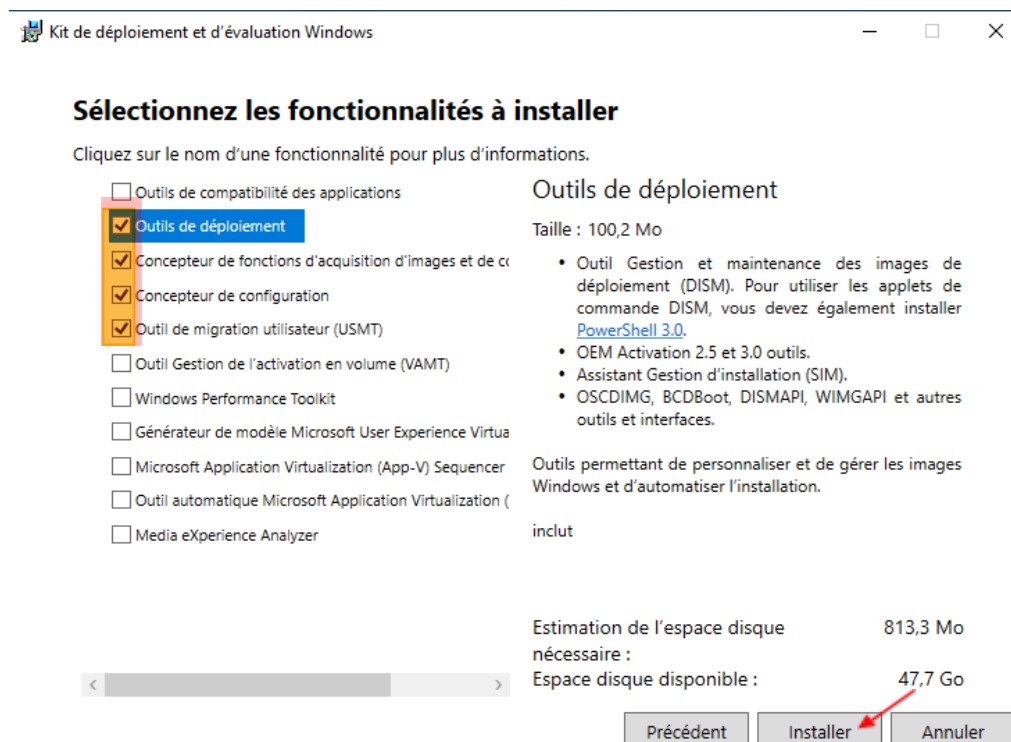 Kit de déploiement et d'évaluation Windows
Sélectionnez les fonctionnalités à installer
Cliquez sur le nom d'une fonctionnalité pour plus d'informations.
Outils de compatibilité des applications
Outils de déploiement
Concepteur de fonctions d'acquisition d'images et de co
Concepteur de configuration
Outil de migration utilisateur (USMT)
Outil Gestion de l'activation en volume (VAMT)
Windows Performance Toolkit
Générateur de modèle Microsoft User Experience Virtua
Microsoft Application Virtualization (App-V) Sequencer
Outil automatique Microsoft Application Virtualization (
Media eXperience Analyzer
Outils de déploiement
Taille : 100,2 Mo
• Outil Gestion et maintenance des images de
déploiement (DISM). Pour utiliser les applets de
commande DISM, vous devez également installer
PowerShell 3.0.
• OEM Activation 2.5 et 3.0 outils.
• Assistant Gestion d'installation (SIM).
• OSCDIMG, BCDBoot, DISMAPI, WIMGAPI et autres
outils et interfaces.
Outils permettant de personnaliser et de gérer les images
Windows et d'automatiser l'installation.
inclut
Estimation de l'espace disque 813,3 Mo
nécessaire :
Espace disque disponible : 47,7 Go
Précédent Installer Annuler